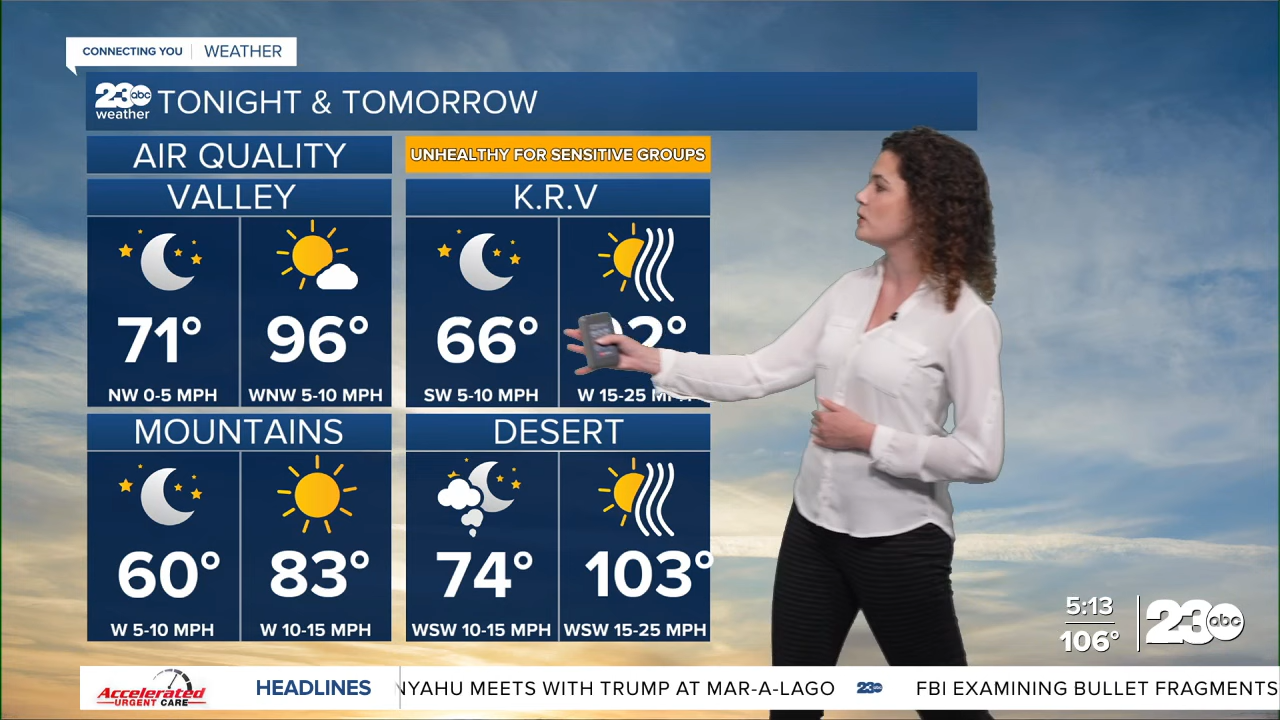 CONNECTING YOU | WEATHER
23 abc
weather
TONIGHT & TOMORROW
AIR QUALITY
UNHEALTHY FOR SENSITIVE GROUPS
VALLEY
71°
96°
NW 0-5 MPH
WNW 5-10 MPH
K.R.V
66°
2°
SW 5-10 MPH
W 15-25 MPH
MOUNTAINS
60°
83°
W 5-10 MPH
W 10-15 MPH
DESERT
74°
103°
WSW 10-15 MPH
WSW 15-25 MPH
5:13
106°
23 abc
Accelerated
URGENT CARE
HEADLINES
NYAHU MEETS WITH TRUMP AT MAR-A-LAGO 23 abc FBI EXAMINING BULLET FRAGMENTS